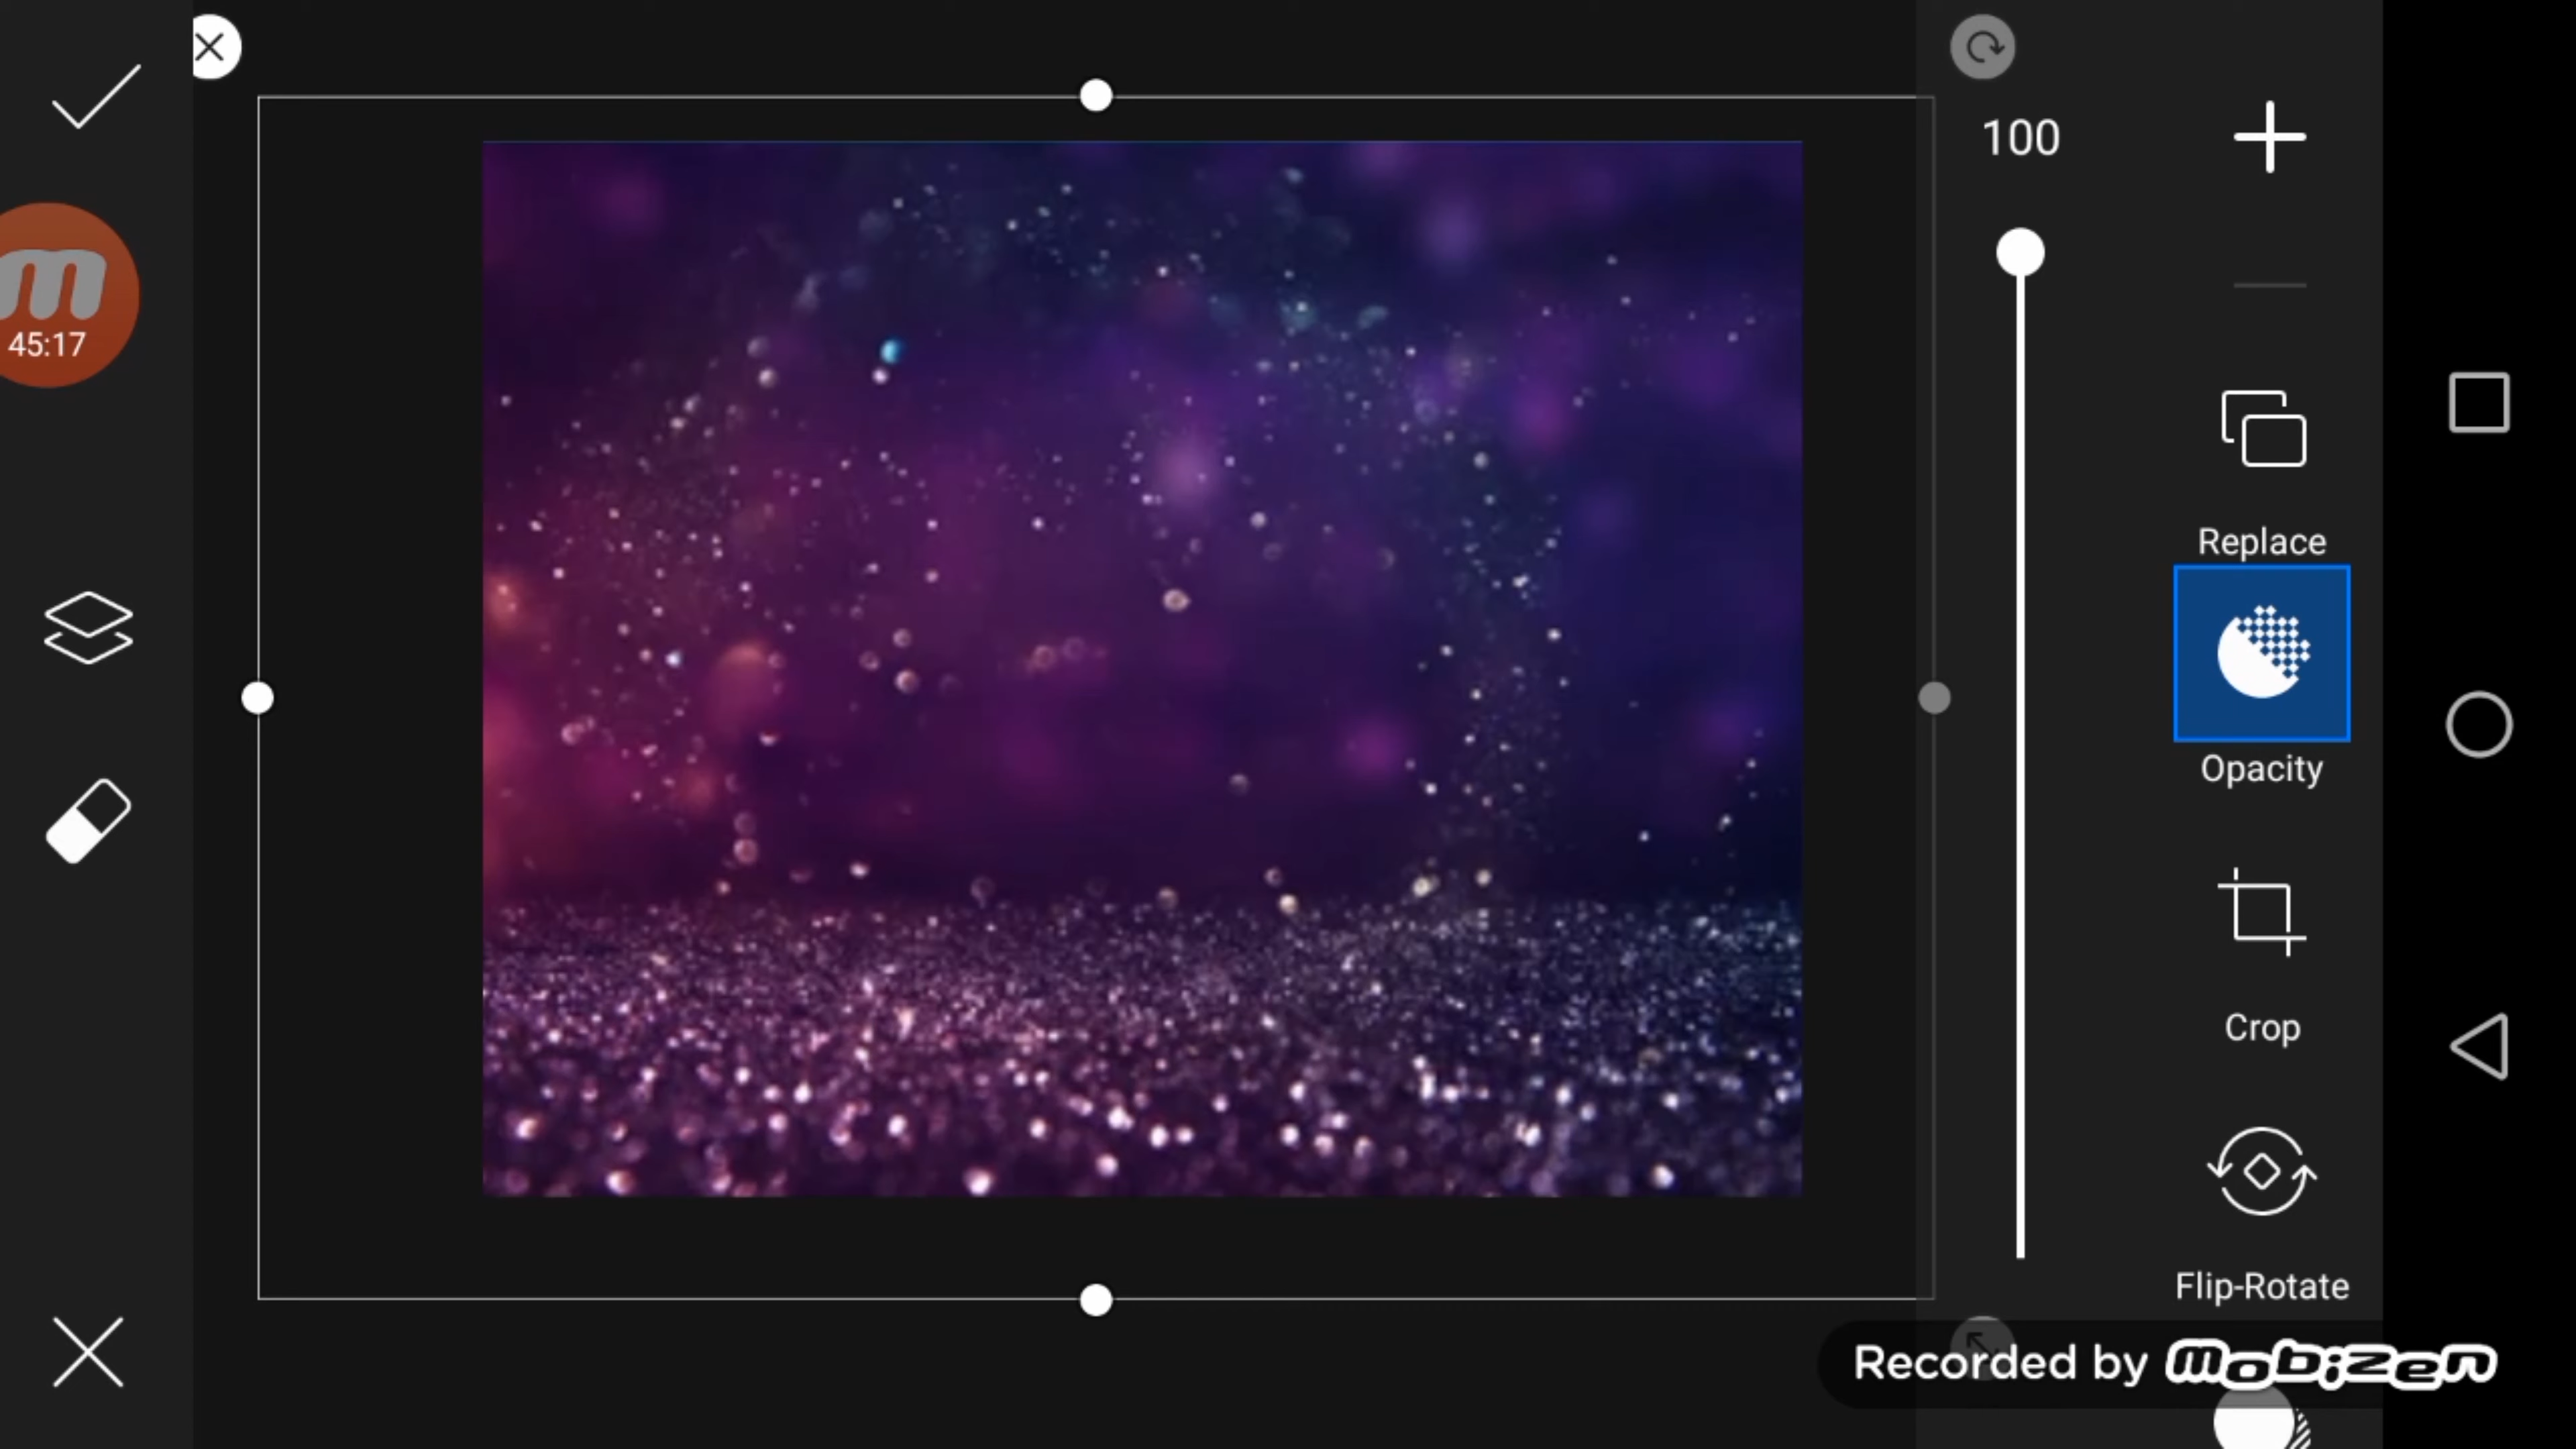 100
m
45:17
Replace
Opacity
Crop
Flip-Rotate
Recorded by mobizen